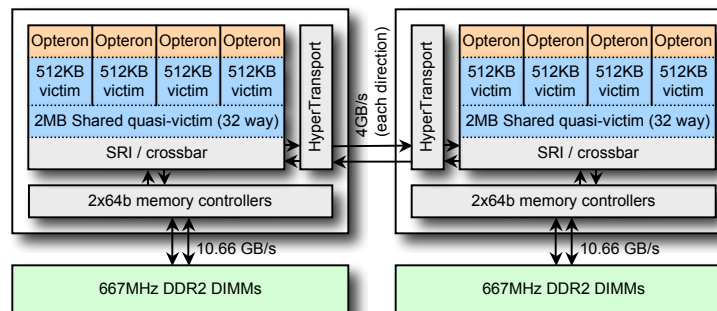 Opteron Opteron Opteron Opteron
512KB victim 512KB victim 512KB victim 512KB victim
2MB Shared quasi-victim (32 way)
SRI / crossbar
HyperTransport
2x64b memory controllers
10.66 GB/s
667MHz DDR2 DIMMs
4GB/s
(each direction)
HyperTransport
Opteron Opteron Opteron Opteron
512KB victim 512KB victim 512KB victim 512KB victim
2MB Shared quasi-victim (32 way)
SRI / crossbar
2x64b memory controllers
10.66 GB/s
667MHz DDR2 DIMMs